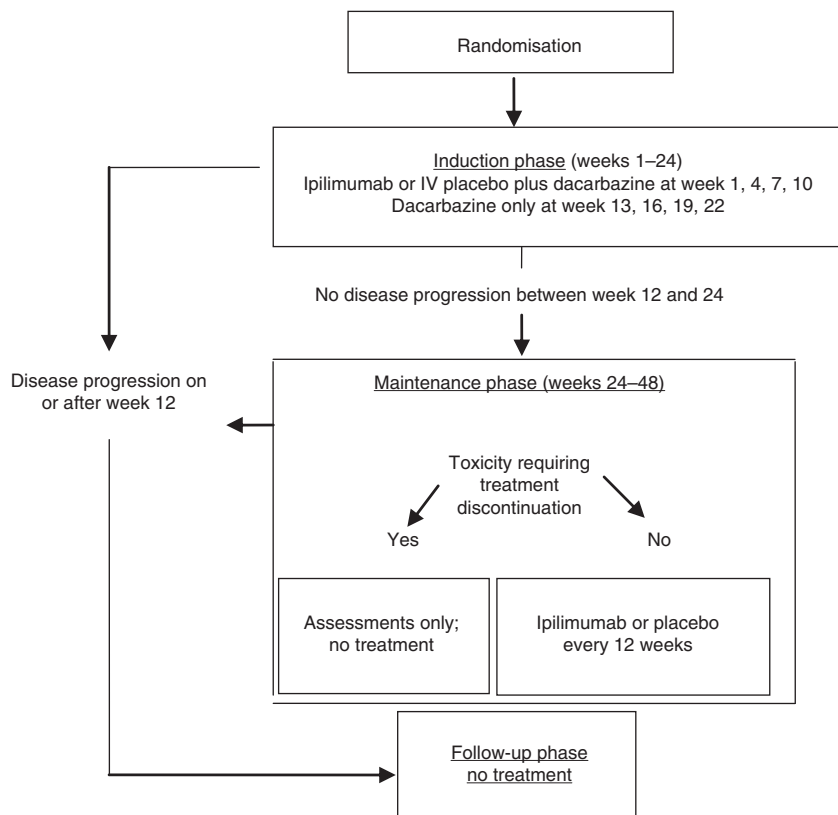 Randomisation
Induction phase (weeks 1–24)
Ipilimumab or IV placebo plus dacarbazine at week 1, 4, 7, 10
Dacarbazine only at week 13, 16, 19, 22
No disease progression between week 12 and 24
Disease progression on
or after week 12
Maintenance phase (weeks 24–48)
Toxicity requiring
treatment
discontinuation
Yes
No
Assessments only;
no treatment
Ipilimumab or placebo
every 12 weeks
Follow-up phase
no treatment